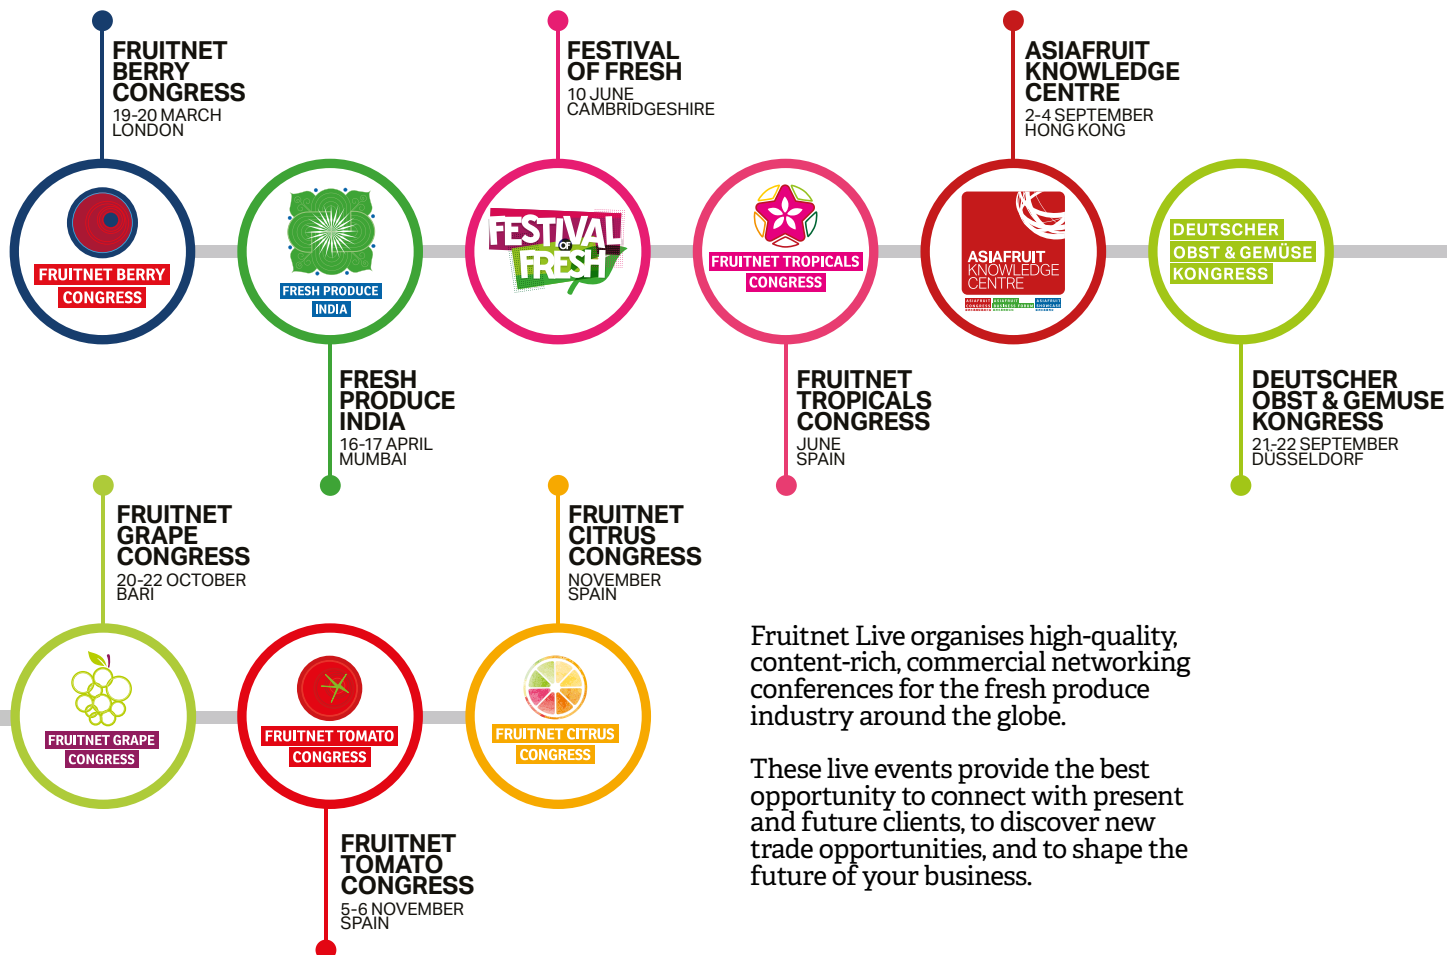 FRUITNET
BERRY
CONGRESS
19-20 MARCH
LONDON
FESTIVAL
OF FRESH
10 JUNE
CAMBRIDGESHIRE
ASIAFRUIT
KNOWLEDGE
CENTRE
2-4 SEPTEMBER
HONG KONG
FRUITNET BERRY
CONGRESS
FRESH PRODUCE
INDIA
FESTIVAL
OF
FRESH
FRUITNET TROPICALS
CONGRESS
ASIAFRUIT
KNOWLEDGE
CENTRE
ASIAFRUIT
CONGRESS
ASIAFRUIT
BUSINESS FORUM
ASIAFRUIT
SHOWCASE
DEUTSCHER
OBST & GEMÜSE
KONGRESS
FRESH
PRODUCE
INDIA
16-17 APRIL
MUMBAI
FRUITNET
TROPICALS
CONGRESS
JUNE
SPAIN
DEUTSCHER
OBST & GEMUSE
KONGRESS
21-22 SEPTEMBER
DÜSSELDORF
FRUITNET
GRAPE
CONGRESS
20-22 OCTOBER
BARI
FRUITNET
CITRUS
CONGRESS
NOVEMBER
SPAIN
FRUITNET GRAPE
CONGRESS
FRUITNET TOMATO
CONGRESS
FRUITNET CITRUS
CONGRESS
FRUITNET
TOMATO
CONGRESS
5-6 NOVEMBER
SPAIN
Fruitnet Live organises high-quality,
content-rich, commercial networking
conferences for the fresh produce
industry around the globe.
These live events provide the best
opportunity to connect with present
and future clients, to discover new
trade opportunities, and to shape the
future of your business.